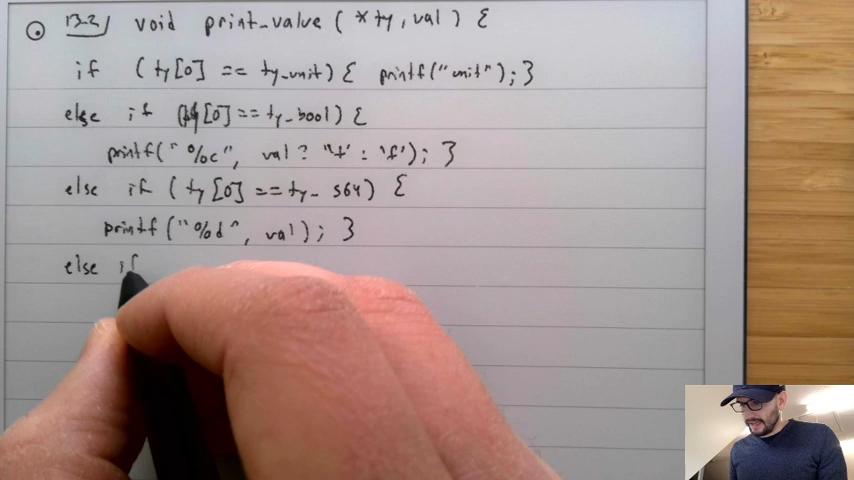 13.2) void print_value (*ty, val) {
if (ty[0] == ty_unit) { printf("unit"); }
else if (ty[0] == ty_bool) {
printf("%c", val ? 't' : 'f'); }
else if (ty[0] == ty_s64) {
printf("%d", val); }
else if